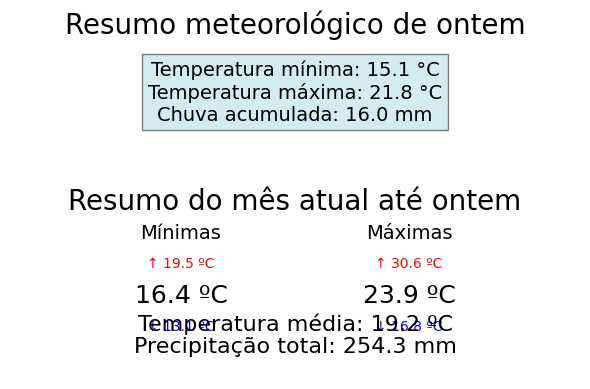 Resumo meteorológico de ontem
Temperatura mínima: 15.1 °C
Temperatura máxima: 21.8 °C
Chuva acumulada: 16.0 mm
Resumo do mês atual até ontem
Mínimas Máximas
↑ 19.5 ºC ↑ 30.6 ºC
16.4 ºC 23.9 ºC
Temperatura média: 19.2 ºC
↓ 16.8 ºC
Precipitação total: 254.3 mm